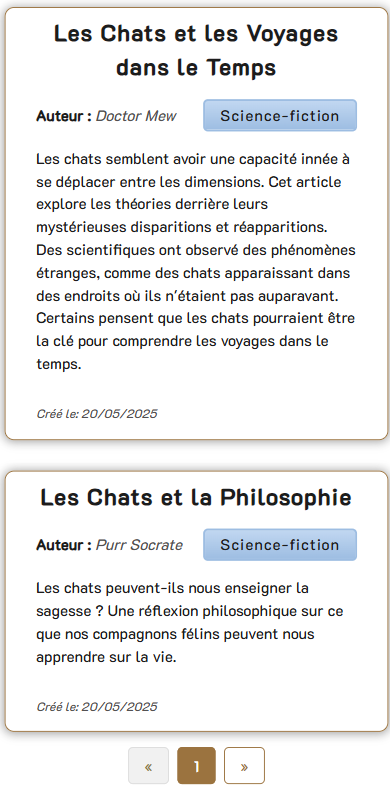 Les Chats et les Voyages
dans le Temps
Auteur : Doctor Mew Science-fiction
Les chats semblent avoir une capacité innée à
se déplacer entre les dimensions. Cet article
explore les théories derrière leurs
mystérieuses disparitions et réapparitions.
Des scientifiques ont observé des phénomènes
étranges, comme des chats apparaissant dans
des endroits où ils n'étaient pas auparavant.
Certains pensent que les chats pourraient être
la clé pour comprendre les voyages dans le
temps.
Créé le: 20/05/2025
Les Chats et la Philosophie
Auteur : Purr Socrate Science-fiction
Les chats peuvent-ils nous enseigner la
sagesse ? Une réflexion philosophique sur ce
que nos compagnons félins peuvent nous
apprendre sur la vie.
Créé le: 20/05/2025
« 1 »